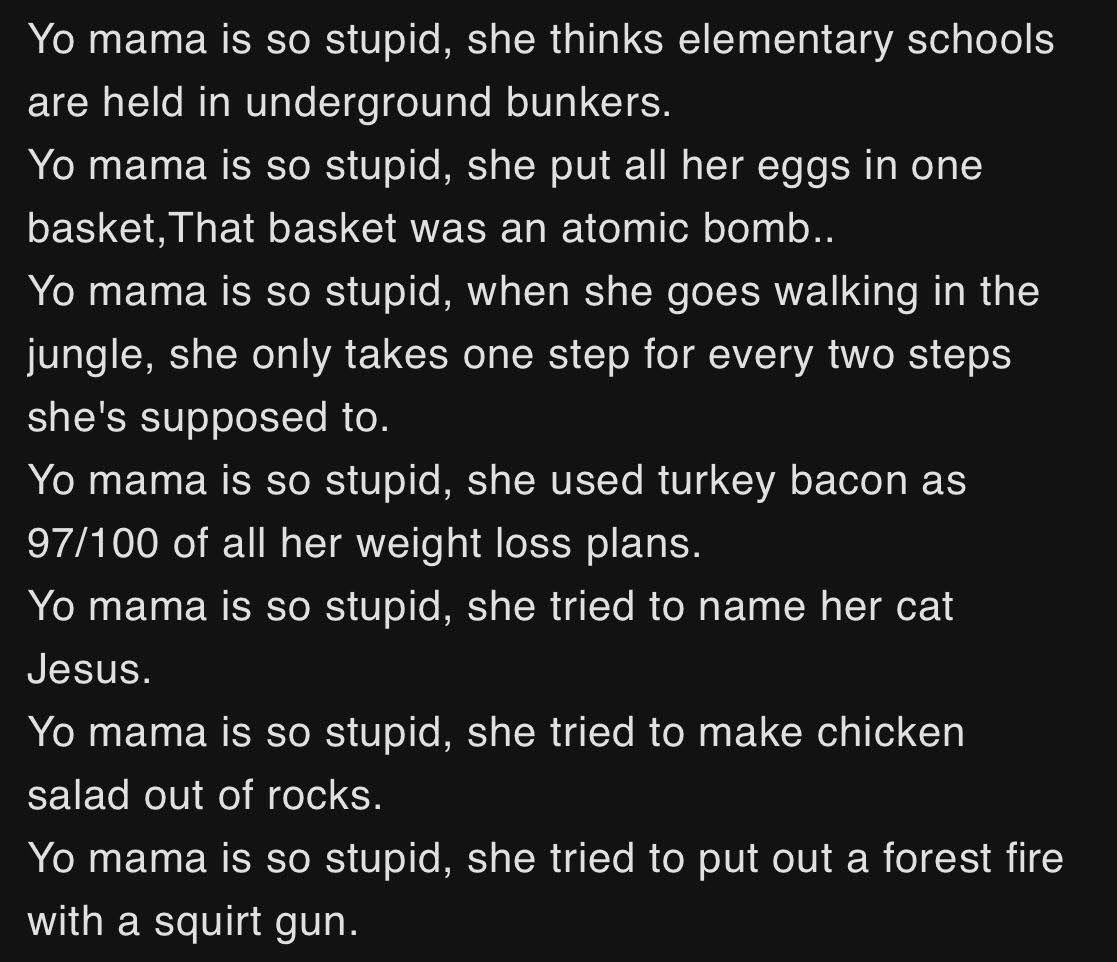 Yo mama is so stupid, she thinks elementary schools
are held in underground bunkers.
Yo mama is so stupid, she put all her eggs in one
basket,That basket was an atomic bomb..
Yo mama is so stupid, when she goes walking in the
jungle, she only takes one step for every two steps
she's supposed to.
Yo mama is so stupid, she used turkey bacon as
97/100 of all her weight loss plans.
Yo mama is so stupid, she tried to name her cat
Jesus.
Yo mama is so stupid, she tried to make chicken
salad out of rocks.
Yo mama is so stupid, she tried to put out a forest fire
with a squirt gun.